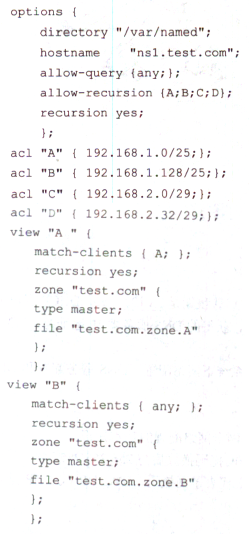 options {
directory "/var/named";
hostname "ns1.test.com";
allow-query {any;};
allow-recursion {A;B;C;D};
recursion yes;
};
acl "A" { 192.168.1.0/25;};
acl "B" { 192.168.1.128/25;};
acl "C" { 192.168.2.0/29;};
acl "D" { 192.168.2.32/29;};
view "A " {
match-clients { A; };
recursion yes;
zone "test.com" {
type master;
file "test.com.zone.A"
};
};
view "B" {
match-clients { any; };
recursion yes;
zone "test.com" {
type master;
file "test.com.zone.B"
};
};